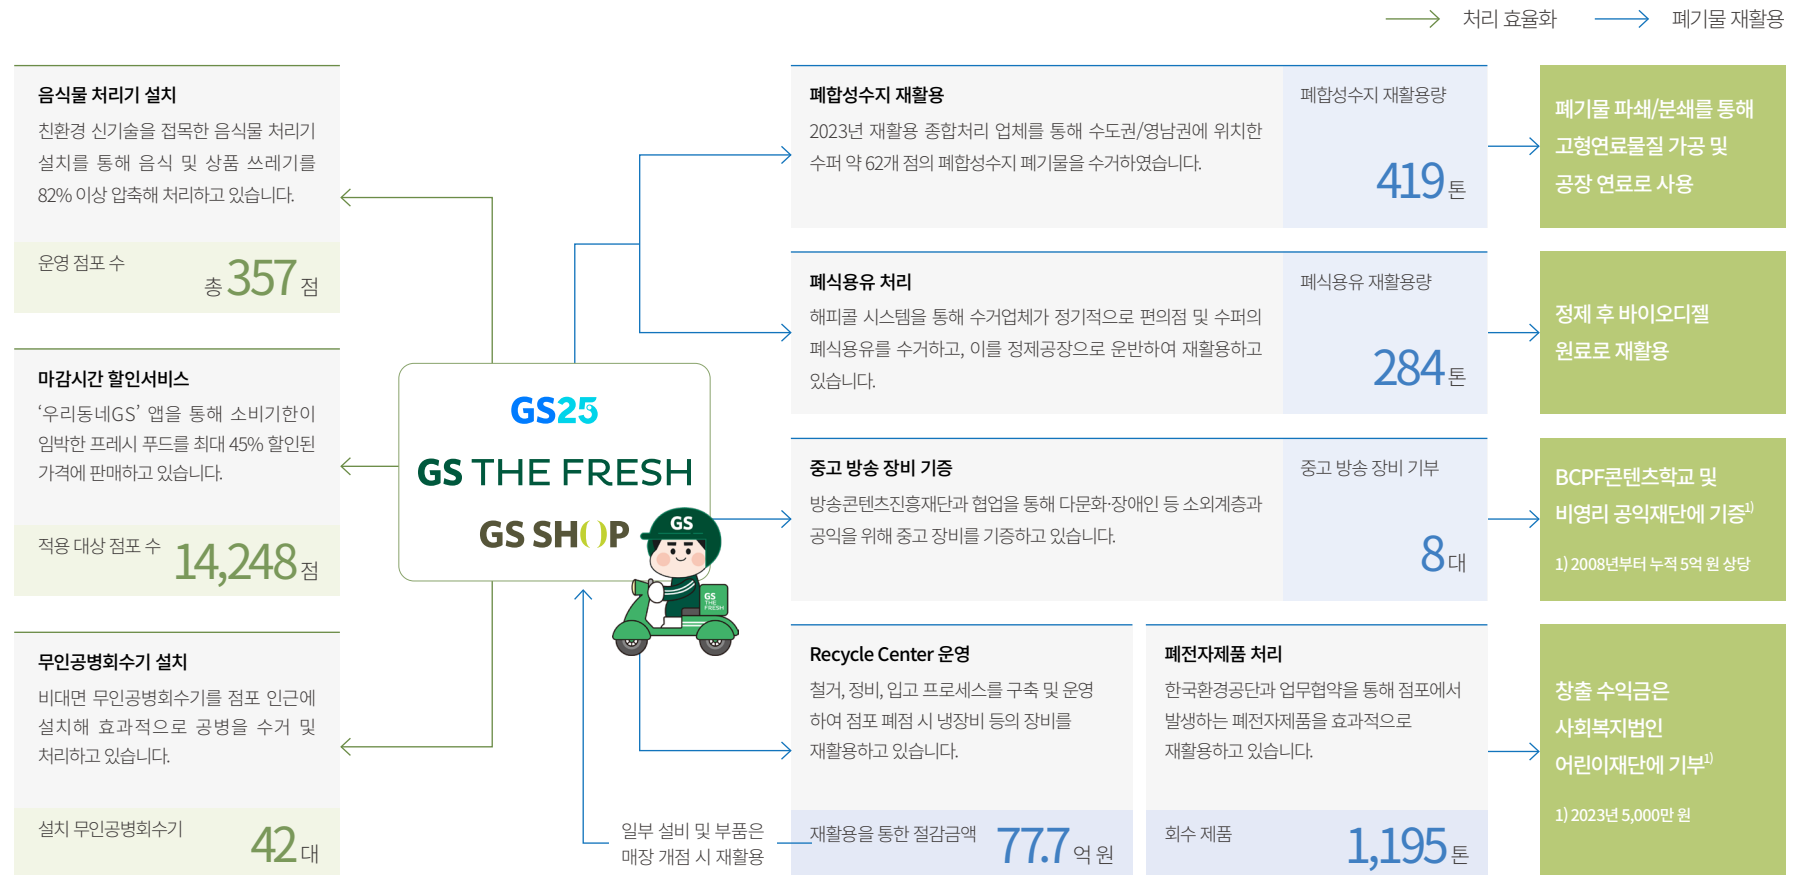 처리 효율화
폐기물 재활용
음식물 처리기 설치
친환경 신기술을 접목한 음식물 처리기
설치를 통해 음식 및 상품 쓰레기를
82% 이상 압축해 처리하고 있습니다.
운영 점포 수
총 357 점
마감시간 할인서비스
‘우리동네GS’ 앱을 통해 소비기한이
임박한 프레시 푸드를 최대 45% 할인된
가격에 판매하고 있습니다.
적용 대상 점포 수 14,248 점
무인공병회수기 설치
비대면 무인공병회수기를 점포 인근에
설치해 효과적으로 공병을 수거 및
처리하고 있습니다.
설치 무인공병회수기
42 대
GS25
GS THE FRESH
GS SHOP
GS
GS
THE
FRESH
폐합성수지 재활용
2023년 재활용 종합처리 업체를 통해 수도권/영남권에 위치한
수퍼 약 62개 점의 폐합성수지 폐기물을 수거하였습니다.
폐합성수지 재활용량
419 톤
폐기물 파쇄/분쇄를 통해
고형연료물질 가공 및
공장 연료로 사용
폐식용유 처리
해피콜 시스템을 통해 수거업체가 정기적으로 편의점 및 수퍼의
폐식용유를 수거하고, 이를 정제공장으로 운반하여 재활용하고
있습니다.
폐식용유 재활용량
284 톤
정제 후 바이오디젤
원료로 재활용
중고 방송 장비 기증
방송콘텐츠진흥재단과 협업을 통해 다문화·장애인 등 소외계층과
공익을 위해 중고 장비를 기증하고 있습니다.
중고 방송 장비 기부
8 대
BCPF콘텐츠학교 및
비영리 공익재단에 기증1)
1) 2008년부터 누적 5억 원 상당
Recycle Center 운영
철거, 정비, 입고 프로세스를 구축 및 운영
하여 점포 폐점 시 냉장비 등의 장비를
재활용하고 있습니다.
재활용을 통한 절감금액 77.7 억 원
일부 설비 및 부품은
매장 개점 시 재활용
폐전자제품 처리
한국환경공단과 업무협약을 통해 점포에서
발생하는 폐전자제품을 효과적으로
재활용하고 있습니다.
회수 제품 1,195 톤
창출 수익금은
사회복지법인
어린이재단에 기부1)
1) 2023년 5,000만 원